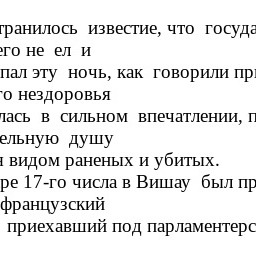 транилось известие, что госуда
его не ел и
пал эту ночь, как говорили при
го нездоровья
лась в сильном впечатлении, п
ельную душу
я видом раненых и убитых.
ре 17-го числа в Вишау был пр
французский
приехавший под парламентерс